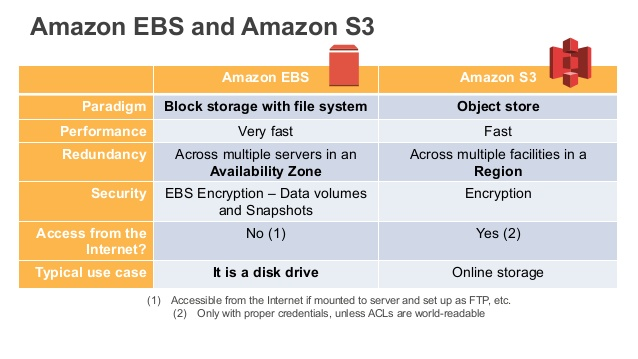 Amazon EBS and Amazon S3
Amazon EBS
Amazon S3
Paradigm
Block storage with file system
Object store
Performance
Very fast
Fast
Redundancy
Across multiple servers in an
Availability Zone
Across multiple facilities in a
Region
Security
EBS Encryption – Data volumes
and Snapshots
Encryption
Access from the
Internet?
No (1)
Yes (2)
Typical use case
It is a disk drive
Online storage
(1) Accessible from the Internet if mounted to server and set up as FTP, etc.
(2) Only with proper credentials, unless ACLs are world-readable